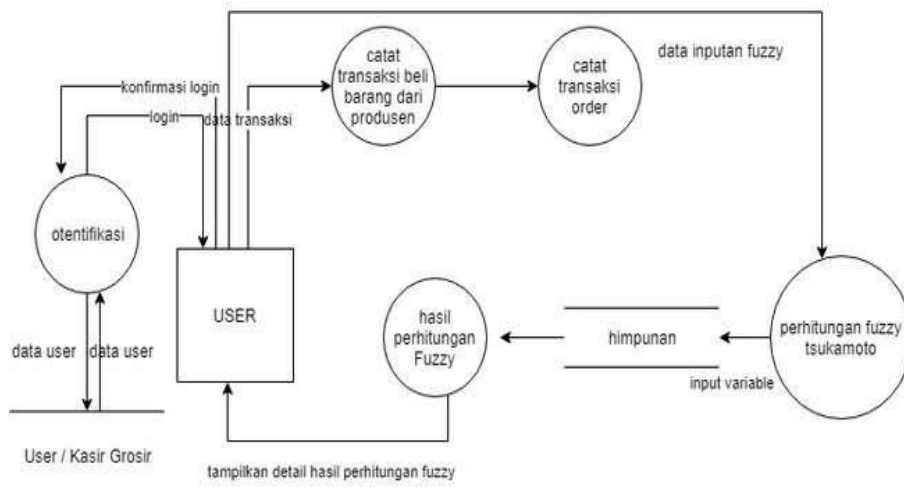 catat
transaksi beli
barang dari
produsen
catat
transaksi
order
data inputan fuzzy
konfirmasi login
login
data transaksi
otentifikasi
USER
hasil
perhitungan
Fuzzy
himpunan
perhitungan fuzzy
tsukamoto
input variable
data user
data user
User / Kasir Grosir
tampilkan detail hasil perhitungan fuzzy